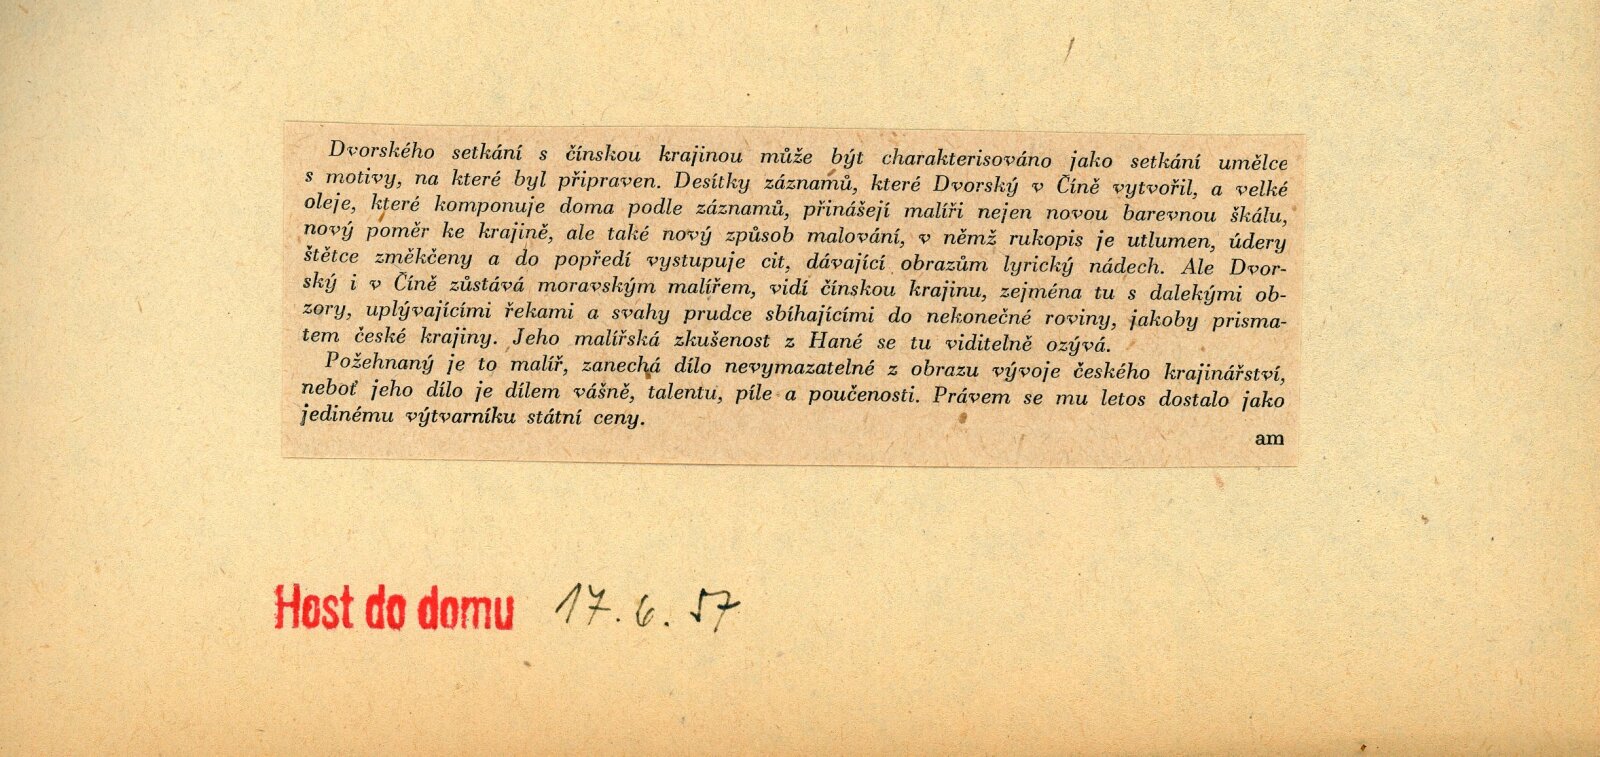 Dvorského setkání s čínskou krajinou může být charakterisováno jako setkání umělce
s motivy, na které byl připraven. Desítky záznamů, které Dvorský v Číně vytvořil, a velké
oleje, které komponuje doma podle záznamů, přinášejí malíři nejen novou barevnou škálu,
nový poměr ke krajině, ale také nový způsob malování, v němž rukopis je utlumen, údery
štětce změkčeny a do popředí vystupuje cit, dávající obrazům lyrický nádech. Ale Dvor-
ský i v Číně zůstává moravským malířem, vidí čínskou krajinu, zejména tu s dalekými ob-
zory, uplývajícími řekami a svahy prudce sbíhajícími do nekonečné roviny, jakoby prisma-
tem české krajiny. Jeho malířská zkušenost z Hané se tu viditelně ozývá.
Požehnaný je to malíř, zanechá dílo nevymazatelné z obrazu vývoje českého krajinářství,
neboť jeho dílo je dílem vášně, talentu, píle a poučenosti. Právem se mu letos dostalo jako
jedinému výtvarníku státní ceny.
am
Host do domu 17. 6. 57